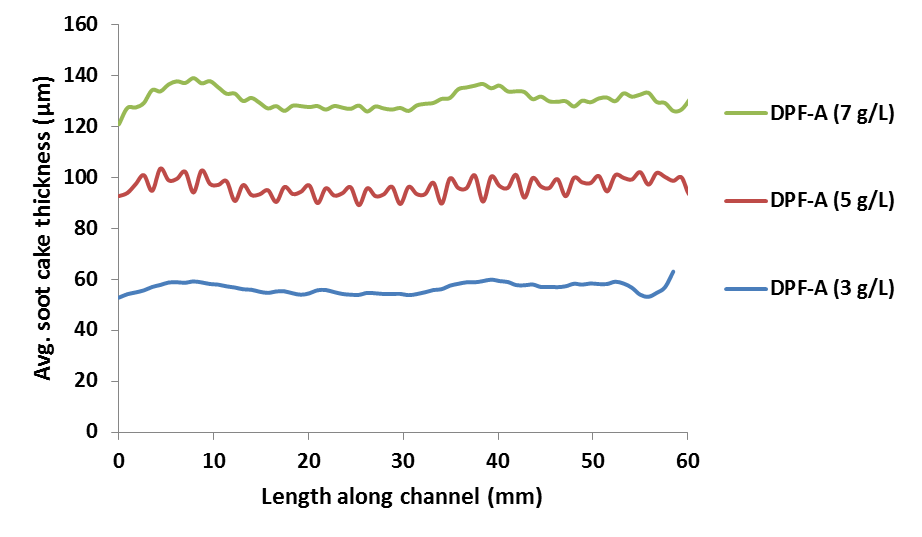 160
140
120
100
80
60
40
20
0
Avg. soot cake thickness (µm)
0 10 20 30 40 50 60
Length along channel (mm)
DPF-A (7 g/L)
DPF-A (5 g/L)
DPF-A (3 g/L)